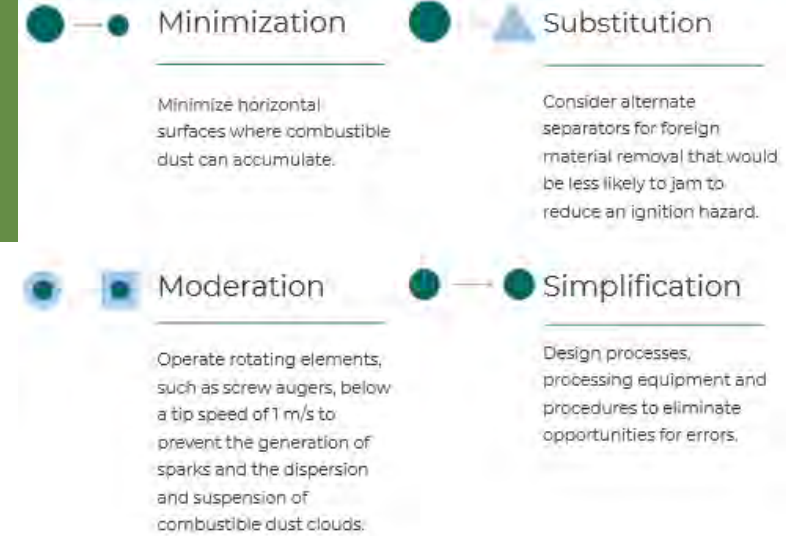 Minimization
Minimize horizontal
surfaces where combustible
dust can accumulate.
Substitution
Consider alternate
separators for foreign
material removal that would
be less likely to jam to
reduce an ignition hazard.
Moderation
Operate rotating elements,
such as screw augers, below
a tip speed of 1 m/s to
prevent the generation of
sparks and the dispersion
and suspension of
combustible dust clouds.
Simplification
Design processes,
processing equipment and
procedures to eliminate
opportunities for errors.